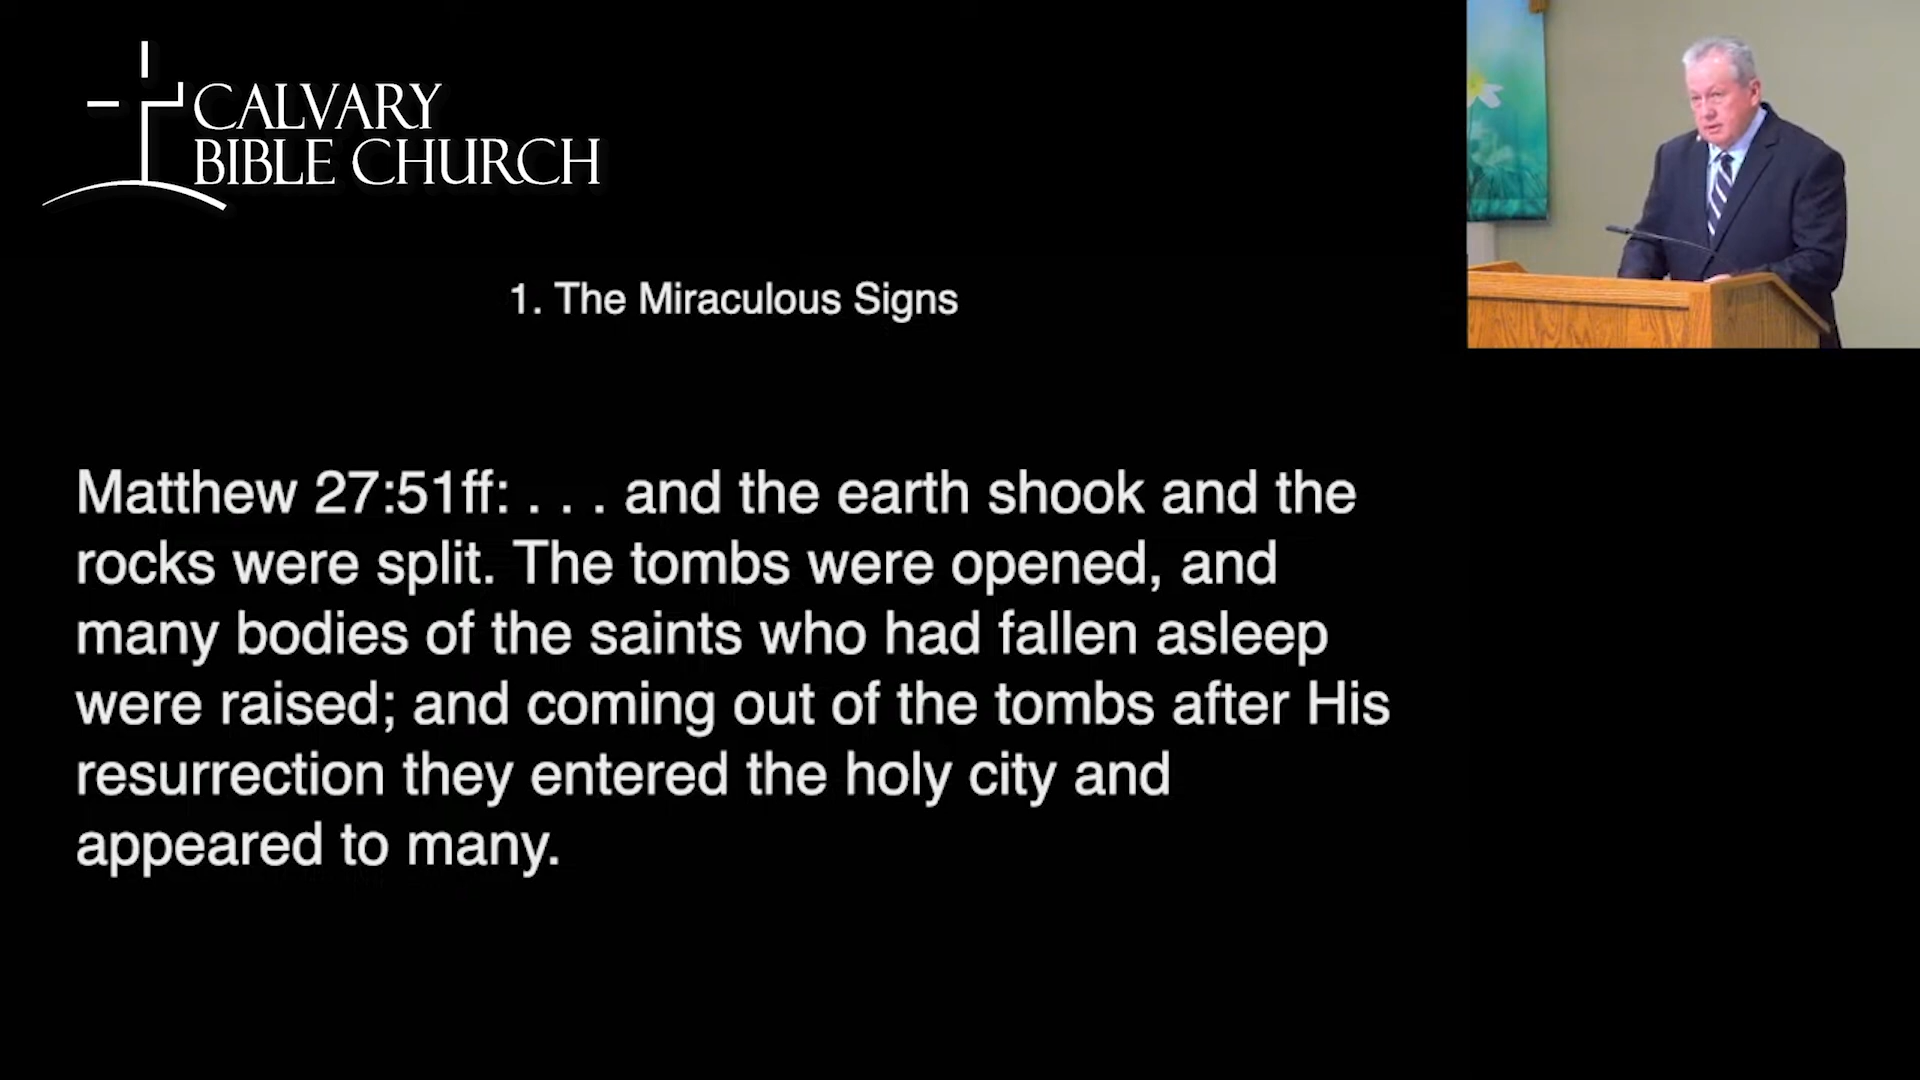 CALVARY
BIBLE CHURCH
1. The Miraculous Signs
Matthew 27:51ff: . . . and the earth shook and the
rocks were split. The tombs were opened, and
many bodies of the saints who had fallen asleep
were raised; and coming out of the tombs after His
resurrection they entered the holy city and
appeared to many.